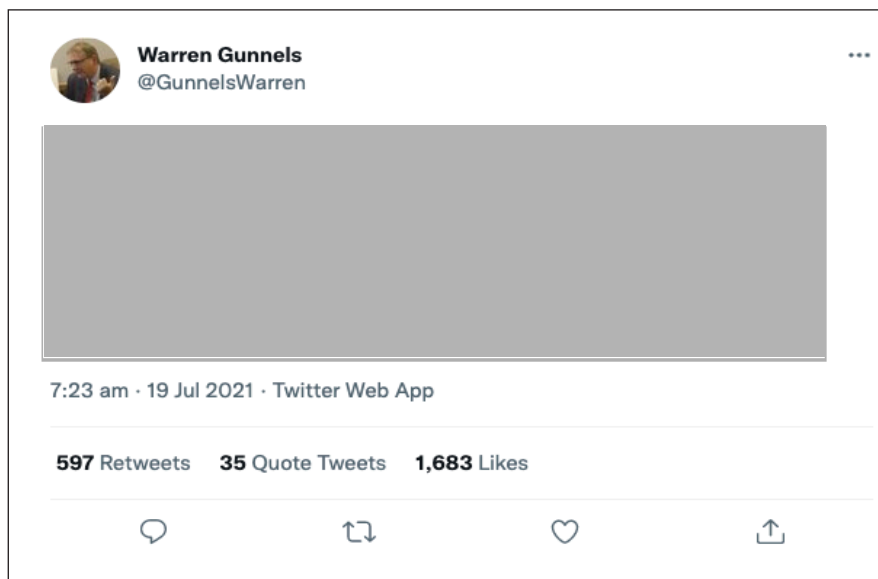 Warren Gunnels
@GunnelsWarren
7:23 am · 19 Jul 2021 · Twitter Web App
597 Retweets 35 Quote Tweets 1,683 Likes